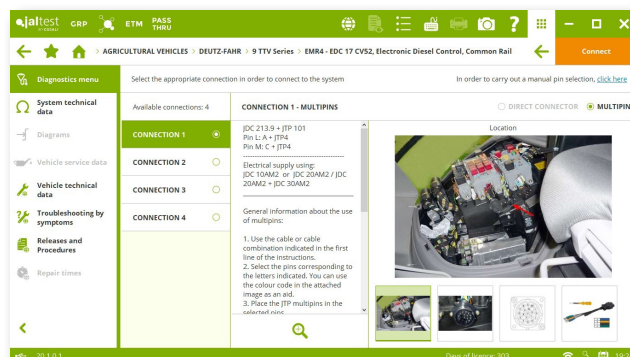 jaltest GRP ETM PASS THRU
BY COJALI
> AGRICULTURAL VEHICLES > DEUTZ-FAHR > 9 TTV Series > EMR4 - EDC 17 CV52, Electronic Diesel Control, Common Rail
Connect
Diagnostics menu
Select the appropriate connection in order to connect to the system
In order to carry out a manual pin selection, click here
System technical data
Diagrams
Vehicle service data
Vehicle technical data
Troubleshooting by symptoms
Releases and Procedures
Repair times
Available connections: 4
CONNECTION 1
CONNECTION 2
CONNECTION 3
CONNECTION 4
CONNECTION 1 - MULTIPINS
DIRECT CONNECTOR
MULTIPIN
JDC 213.9 + JTP 101
Pin L: A + JTP4
Pin M: C + JTP4
----------------------------------------
Electrical supply using:
JDC 10AM2 or JDC 20AM2 / JDC
20AM2 + JDC 30AM2
General information about the use
of multipins:
1. Use the cable or cable
combination indicated in the first
line of the instructions.
2. Select the pins corresponding to
the letters indicated. You can use
the colour code in the attached
image as an aid.
3. Place the JTP multipins in the
selected pins.
Location
20.1.0.1
Days of licence: 303